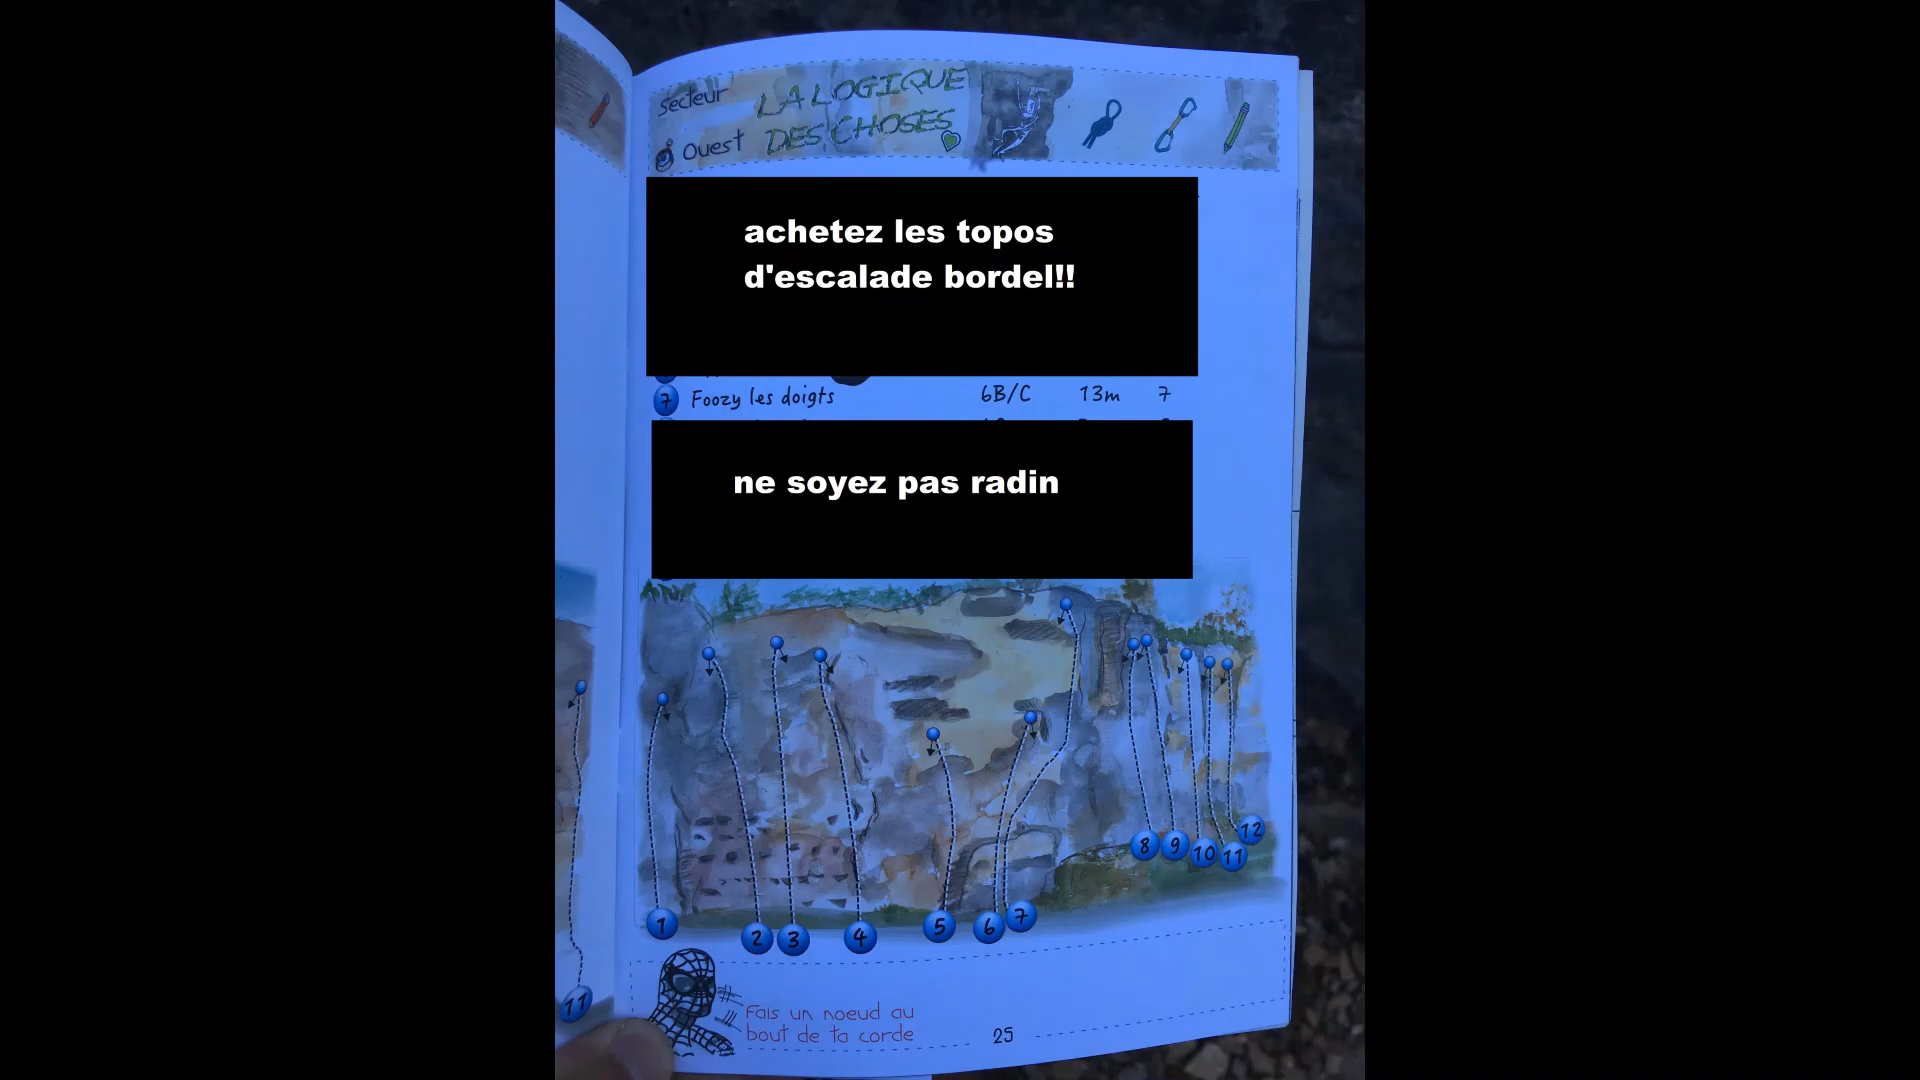 secteur LA LOGIQUE
Ouest DES CHOSES
achetez les topos
d'escalade bordel!!
7 Foozy les doigts 6B/C 13m 7
ne soyez pas radin
1 2 3 4 5 6 7 8 9 10 11 12
11
Fais un noeud au
bout de ta corde
25